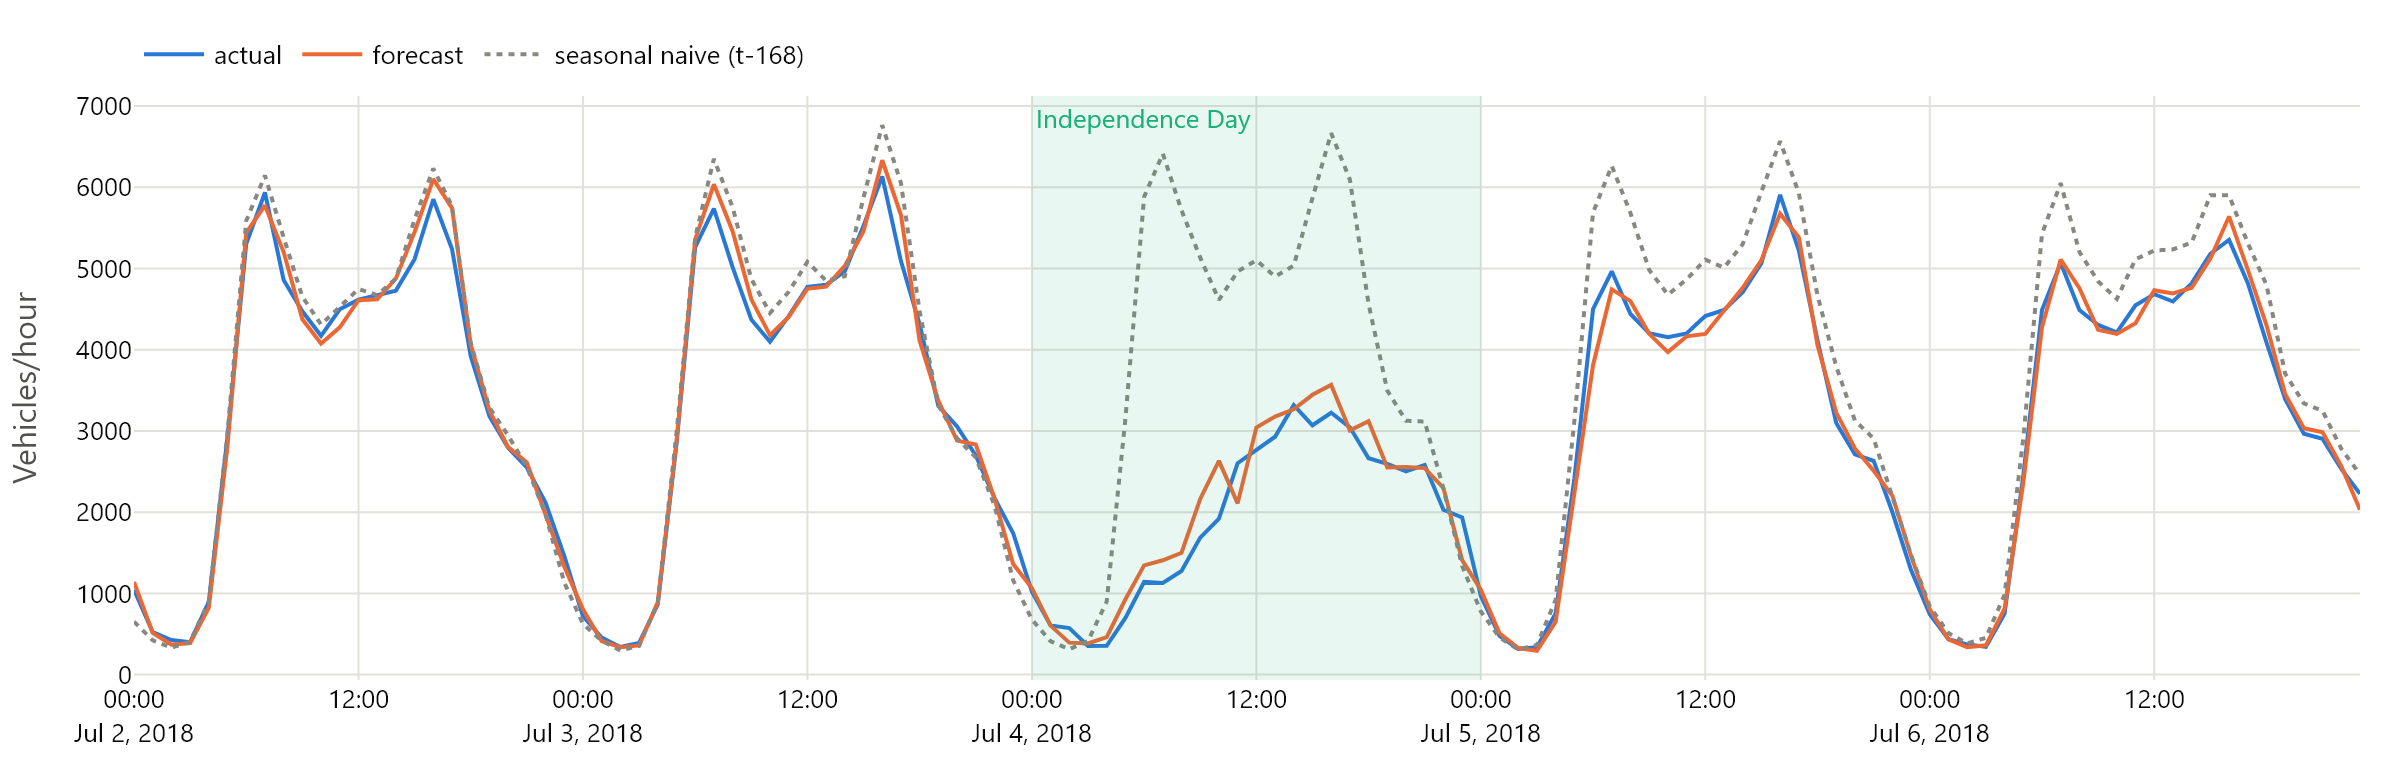 actual forecast seasonal naive (t-168)
Vehicles/hour
7000
6000
5000
4000
3000
2000
1000
0
Independence Day
00:00 12:00 00:00 12:00 00:00 12:00 00:00 12:00 00:00 12:00
Jul 2, 2018 Jul 3, 2018 Jul 4, 2018 Jul 5, 2018 Jul 6, 2018